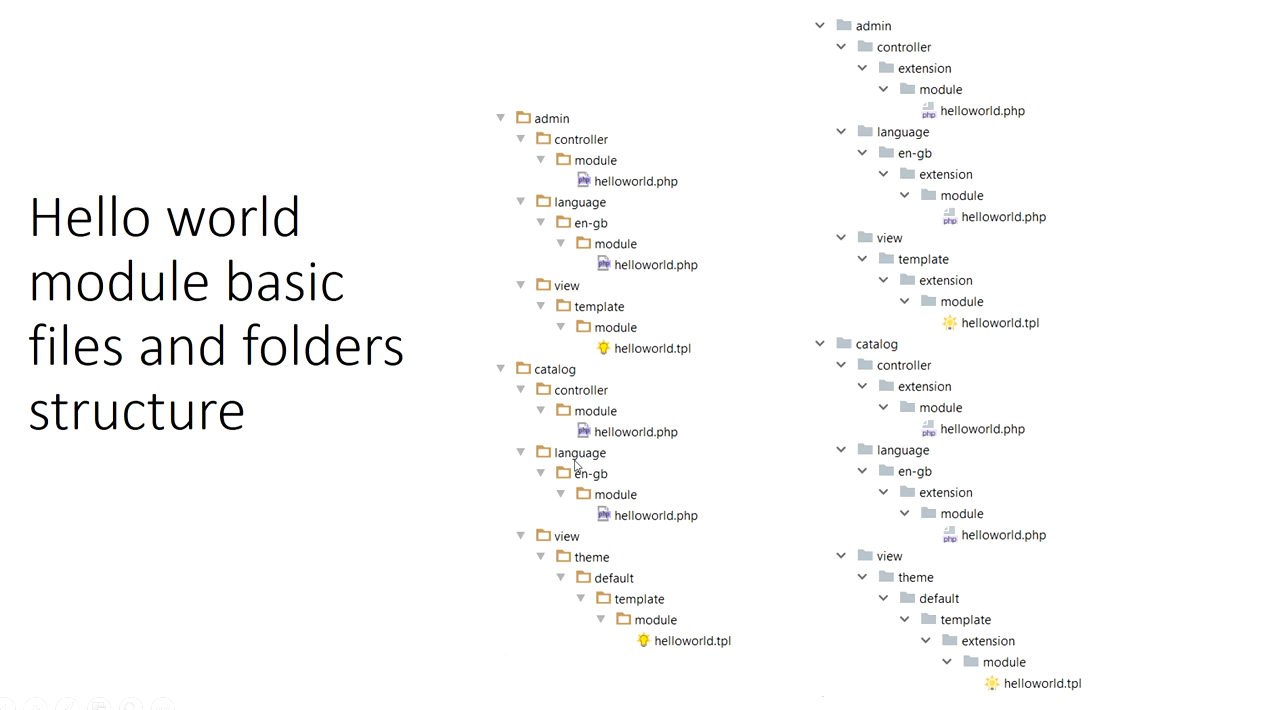 Hello world
module basic
files and folders
structure
admin
controller
module
helloworld.php
language
en-gb
module
helloworld.php
view
template
module
helloworld.tpl
catalog
controller
module
helloworld.php
language
en-gb
module
helloworld.php
view
theme
default
template
module
helloworld.tpl
admin
controller
extension
module
helloworld.php
language
en-gb
extension
module
helloworld.php
view
template
extension
module
helloworld.tpl
catalog
controller
extension
module
helloworld.php
language
en-gb
extension
module
helloworld.php
view
theme
default
template
extension
module
helloworld.tpl